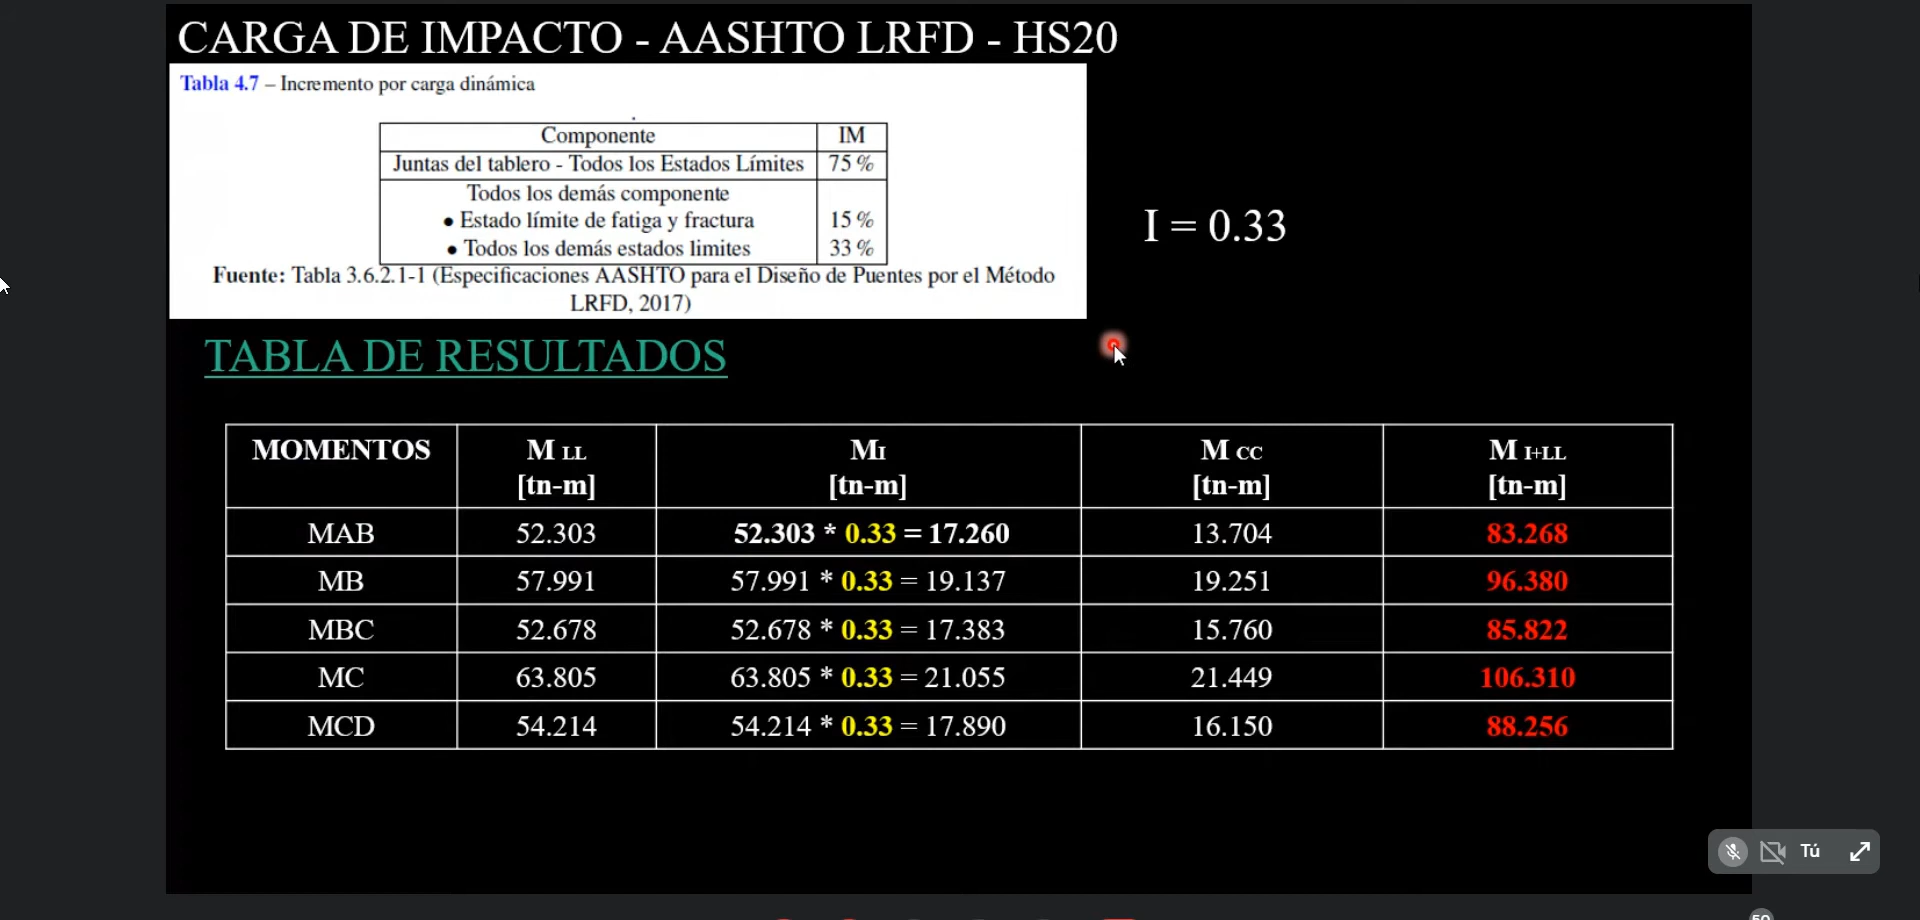 CARGA DE IMPACTO - AASHTO LRFD - HS20
Tabla 4.7 – Incremento por carga dinámica
Componente IM
Juntas del tablero - Todos los Estados Límites 75 %
Todos los demás componente
● Estado límite de fatiga y fractura 15 %
● Todos los demás estados limites 33 %
Fuente: Tabla 3.6.2.1-1 (Especificaciones AASHTO para el Diseño de Puentes por el Método
LRFD, 2017)
I = 0.33
TABLA DE RESULTADOS
MOMENTOS M LL MI M CC M I+LL
[tn-m] [tn-m] [tn-m] [tn-m]
MAB 52.303 52.303 * 0.33 = 17.260 13.704 83.268
MB 57.991 57.991 * 0.33 = 19.137 19.251 96.380
MBC 52.678 52.678 * 0.33 = 17.383 15.760 85.822
MC 63.805 63.805 * 0.33 = 21.055 21.449 106.310
MCD 54.214 54.214 * 0.33 = 17.890 16.150 88.256
Tú